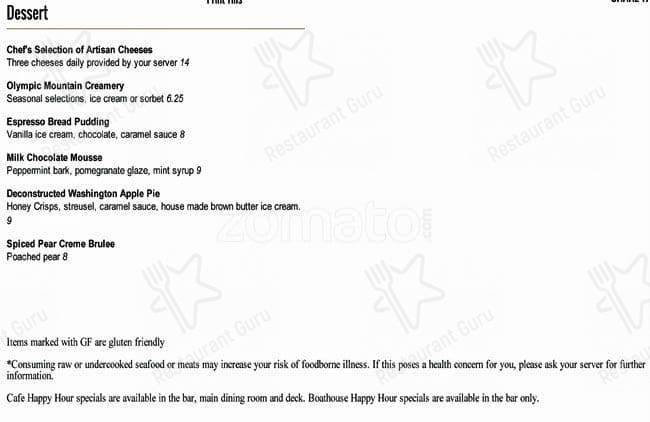 Print this
Dessert
Chef's Selection of Artisan Cheeses
Three cheeses daily provided by your server 14
Olympic Mountain Creamery
Seasonal selections, ice cream or sorbet 6.25
Espresso Bread Pudding
Vanilla ice cream, chocolate, caramel sauce 8
Milk Chocolate Mousse
Peppermint bark, pomegranate glaze, mint syrup 9
Deconstructed Washington Apple Pie
Honey Crisps, streusel, caramel sauce, house made brown butter ice cream.
9
Spiced Pear Creme Brulee
Poached pear 8
Items marked with GF are gluten friendly
*Consuming raw or undercooked seafood or meats may increase your risk of foodborne illness. If this poses a health concern for you, please ask your server for further
information.
Cafe Happy Hour specials are available in the bar, main dining room and deck. Boathouse Happy Hour specials are available in the bar only.
Restaurant Guru
Restaurant Guru
zomato.com
Guru
Restaurant Guru
Restaurant Guru